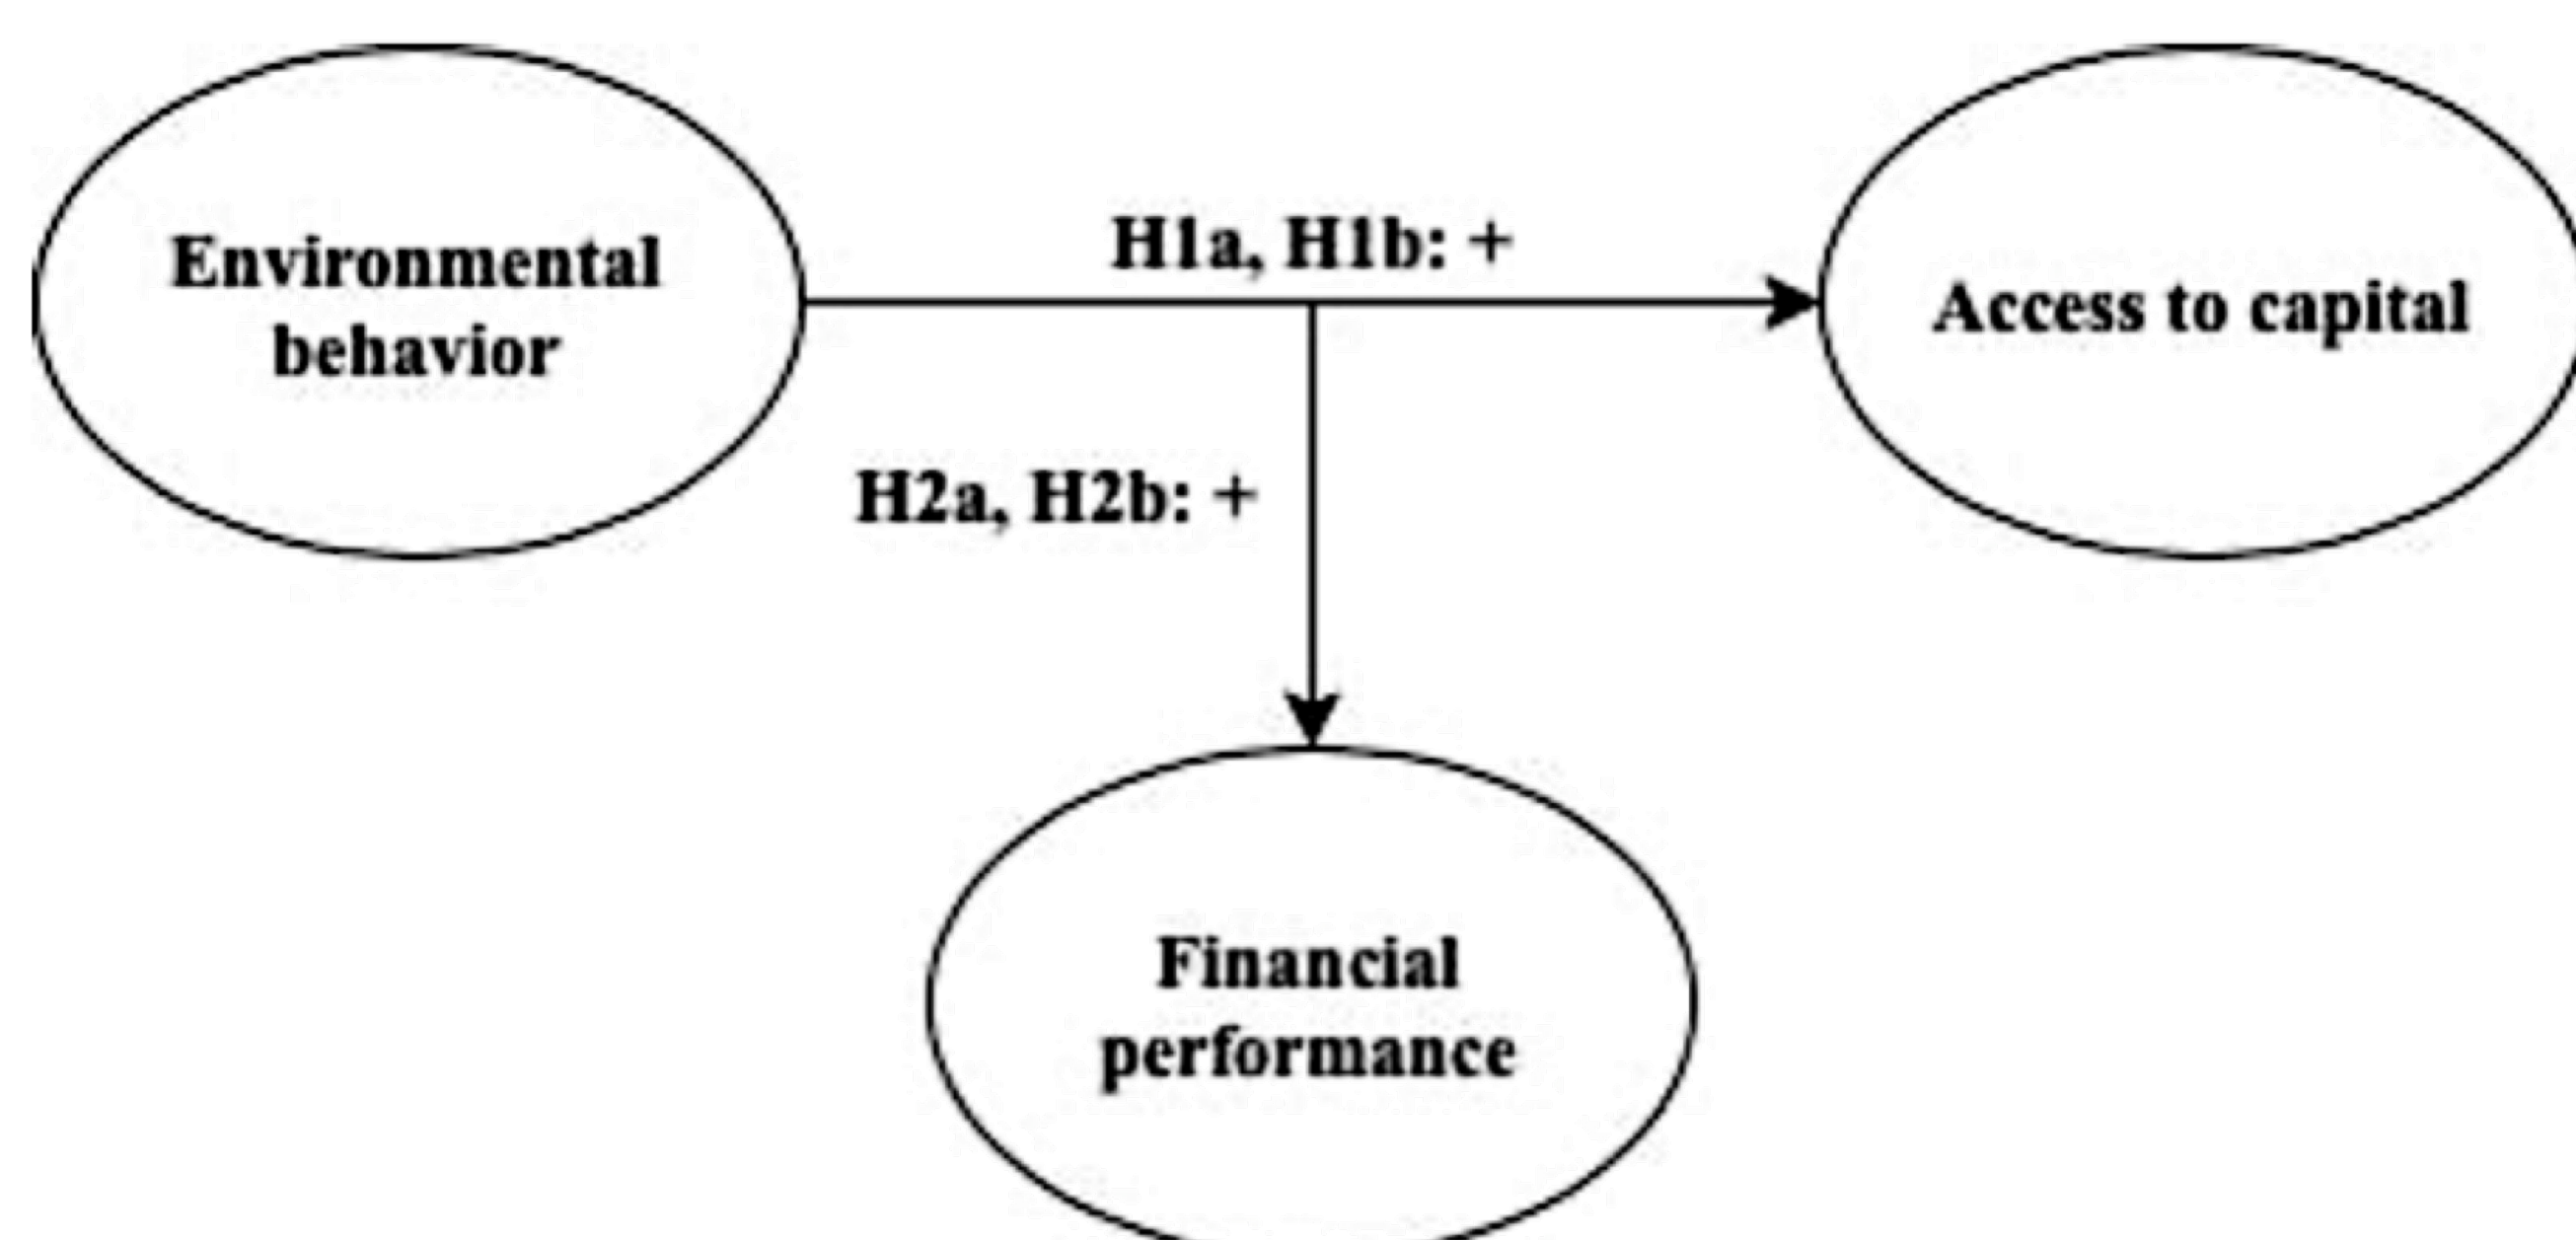 Environmental
behavior
H1a, H1b: +
Access to capital
H2a, H2b: +
Financial
performance